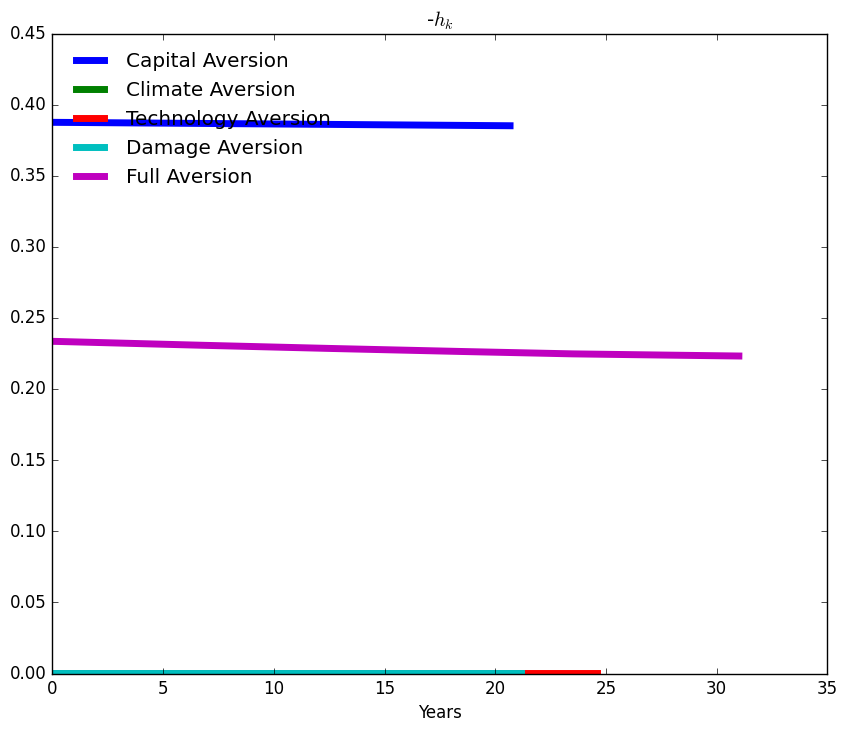 -h_k
0.45
Capital Aversion
Climate Aversion
0.40
Technology Aversion
Damage Aversion
0.35
Full Aversion
0.30
0.25
0.20
0.15
0.10
0.05
0.00
0 5 10 15 20 25 30 35
Years